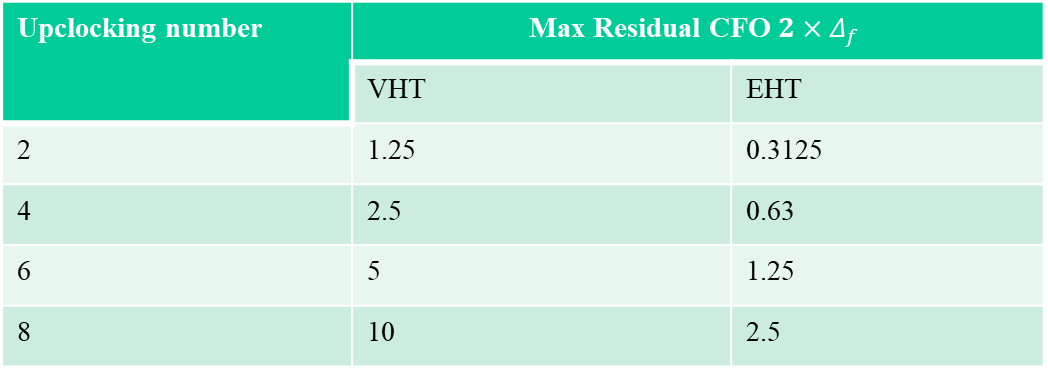 Upclocking number Max Residual CFO 2 × Δf
VHT EHT
2 1.25 0.3125
4 2.5 0.63
6 5 1.25
8 10 2.5